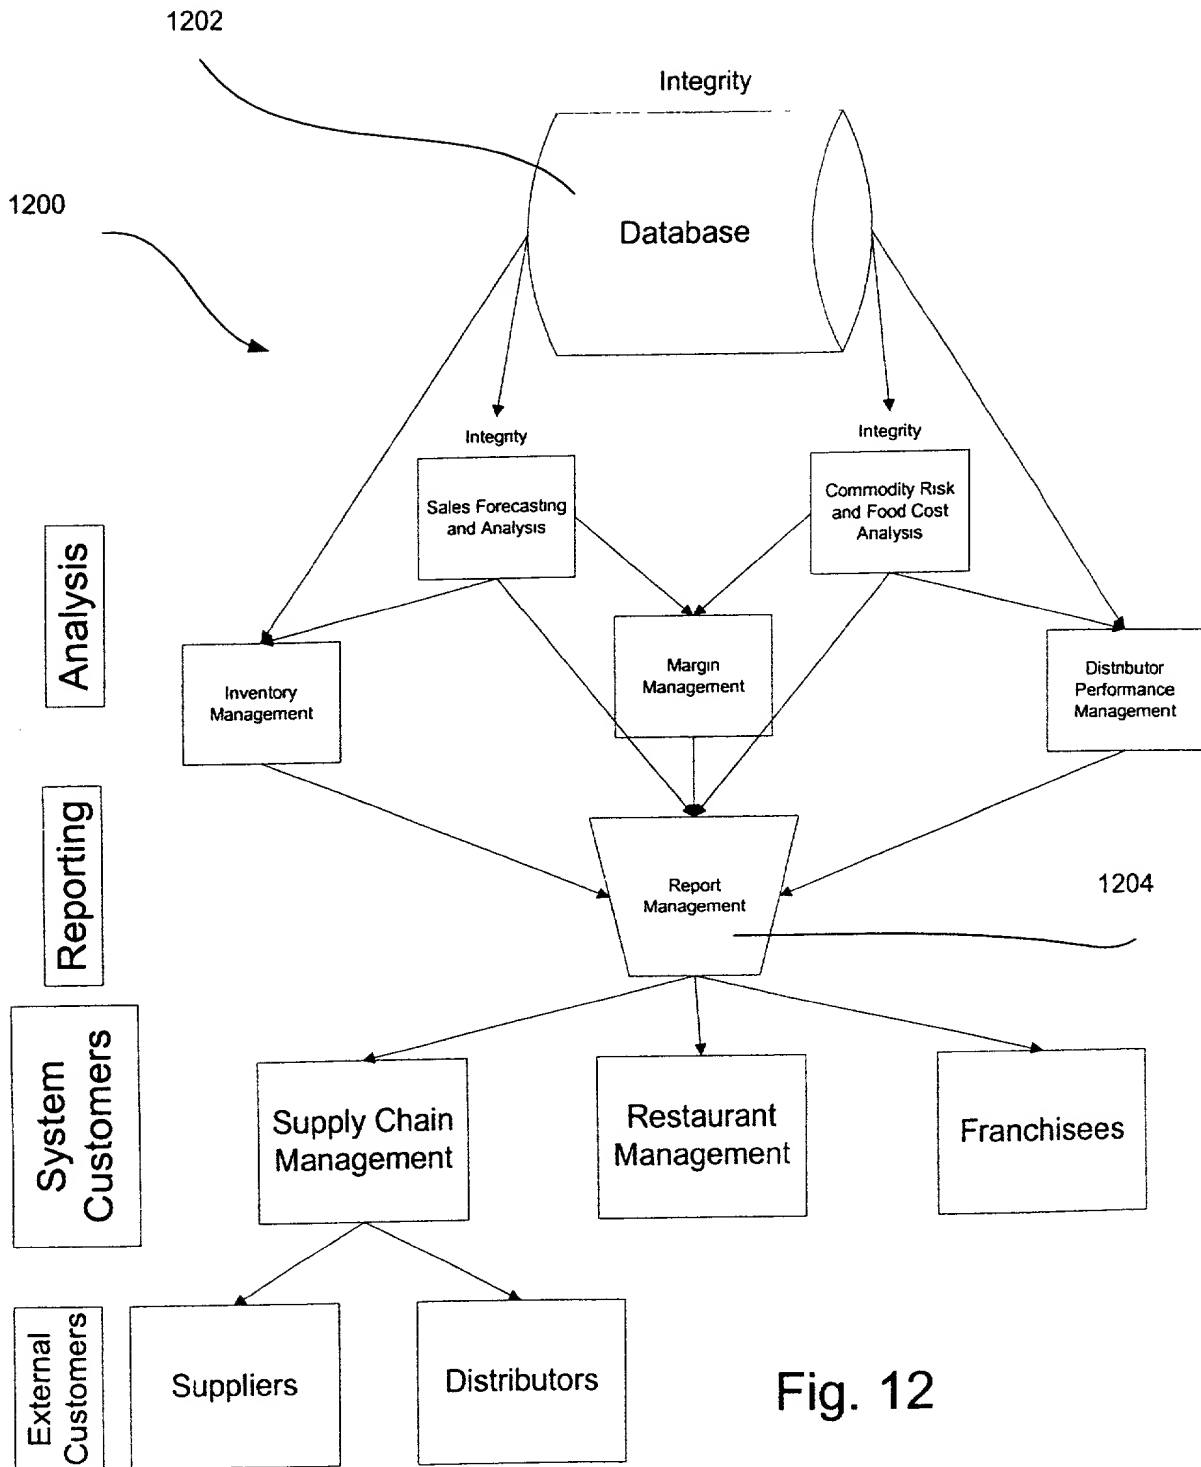 1202
Integrity
1200
Database
Integrity
Integrity
Sales Forecasting
and Analysis
Commodity Risk
and Food Cost
Analysis
Analysis
Inventory
Management
Margin
Management
Distributor
Performance
Management
Reporting
Report
Management
1204
System
Customers
Supply Chain
Management
Restaurant
Management
Franchisees
External
Customers
Suppliers
Distributors
Fig. 12